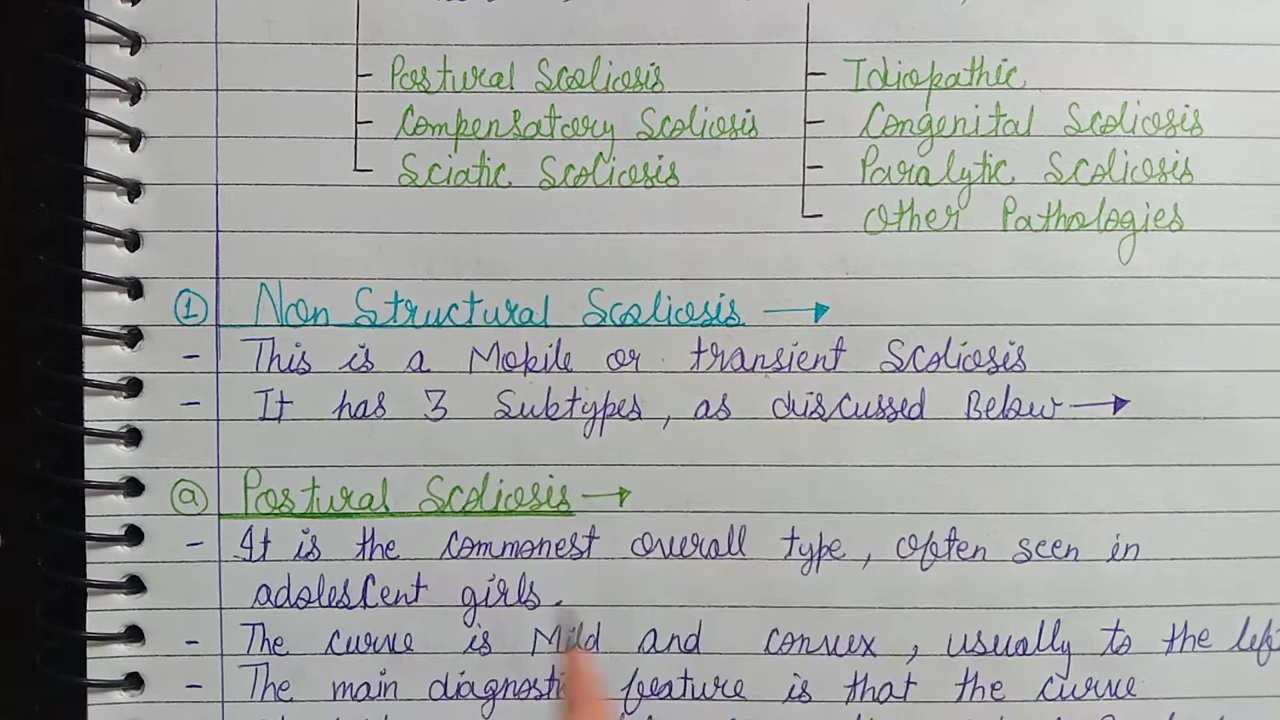 Postural Scoliosis
Compensatory Scoliosis
Sciatic Scoliosis
Idiopathic
Congenital Scoliosis
Paralytic Scoliosis
Other Pathologies
① Non Structural Scoliosis →
- This is a Mobile or transient Scoliosis
- It has 3 Subtypes, as discussed Below →
ⓐ Postural Scoliosis →
- It is the commonest overall type, often seen in
adolescent girls.
- The curve is Mild and convex, usually to the left
- The main diagnostic feature is that the curve